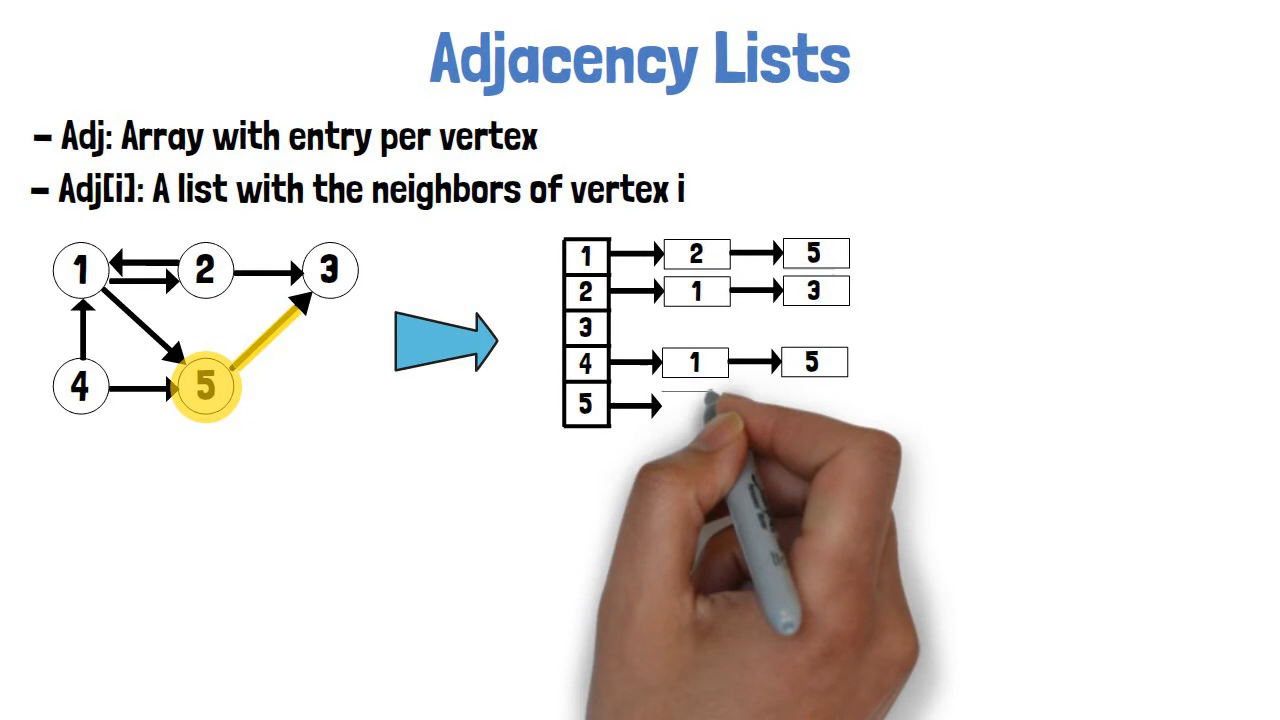 Adjacency Lists
– Adj: Array with entry per vertex
– Adj[i]: A list with the neighbors of vertex i
1 2 3
4 5
1 2 5
2 1 3
3
4 1 5
5